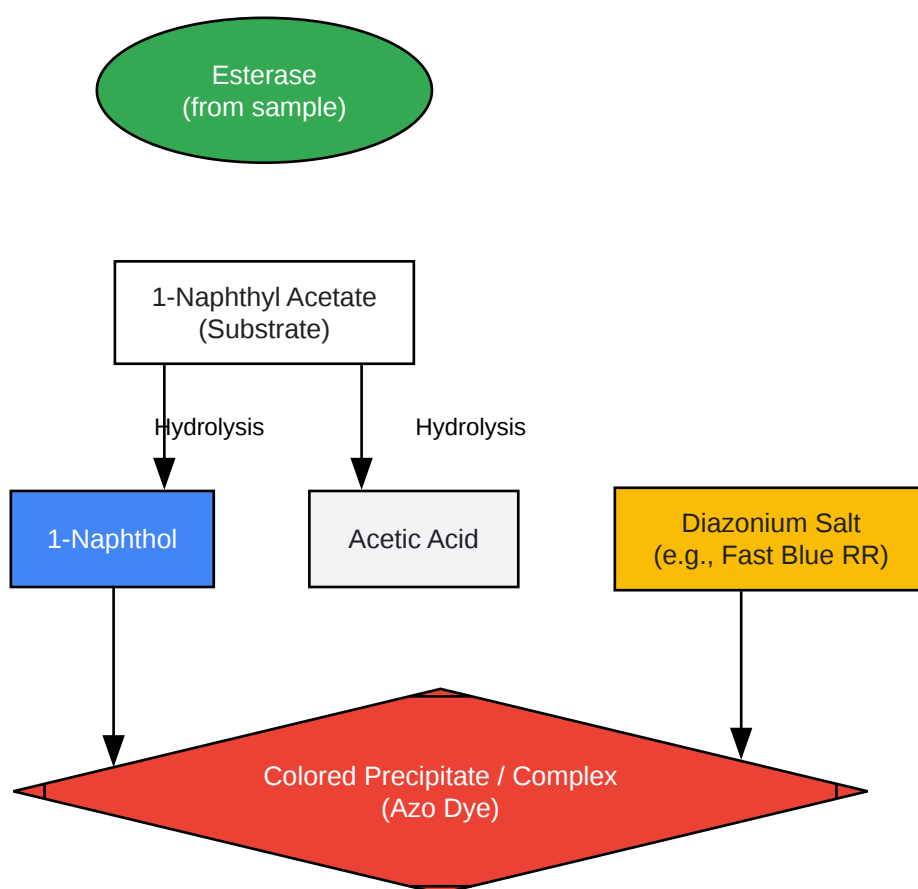 Esterase
(from sample)
1-Naphthyl Acetate
(Substrate)
Hydrolysis
Hydrolysis
1-Naphthol
Acetic Acid
Diazonium Salt
(e.g., Fast Blue RR)
Colored Precipitate / Complex
(Azo Dye)